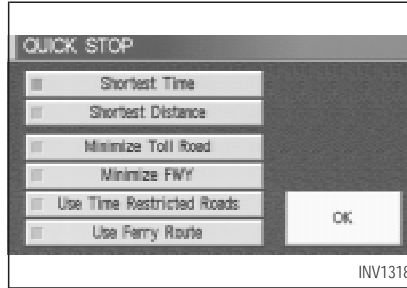 QUICK STOP
Shortest Time
Shortest Distance
Minimize Toll Road
Minimize FWY
Use Time Restricted Roads
Use Ferry Route
OK
INV1318